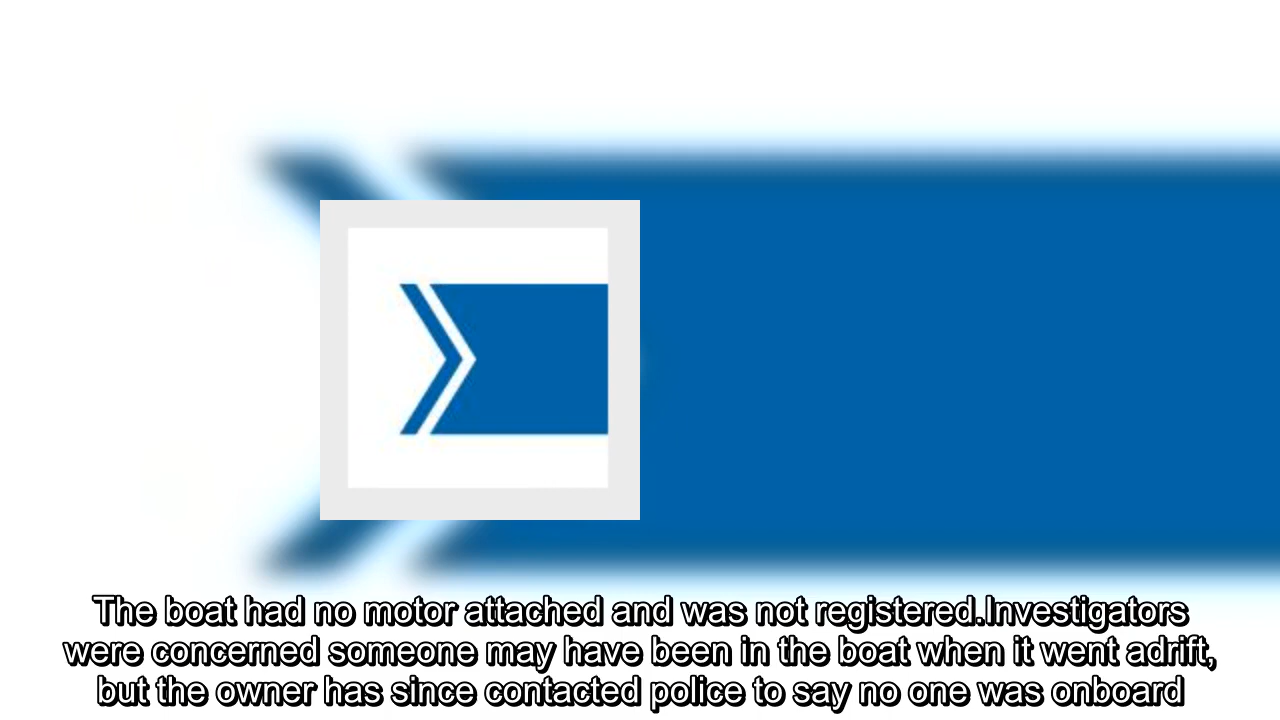 The boat had no motor attached and was not registered.Investigators
were concerned someone may have been in the boat when it went adrift,
but the owner has since contacted police to say no one was onboard